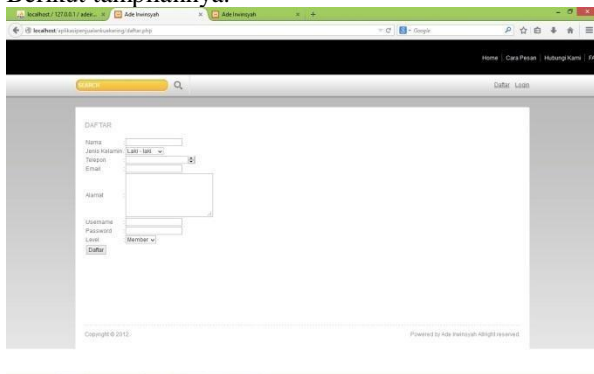 Berikut tampilannya.
localhost / 127.0.0.1 / adeir... × Ade Irwinsyah × Ade Irwinsyah × +
localhost/aplikasipenjualanbuahonline/daftar.php Google
Home | Cara Pesan | Hubungi Kami |
SEARCH
Daftar Login
DAFTAR
Nama
Jenis Kelamin Laki - laki
Telepon
Email
Alamat
Username
Password
Level Member
Daftar
Copyright © 2012. Powered by Ade Irwinsyah Allright reserved